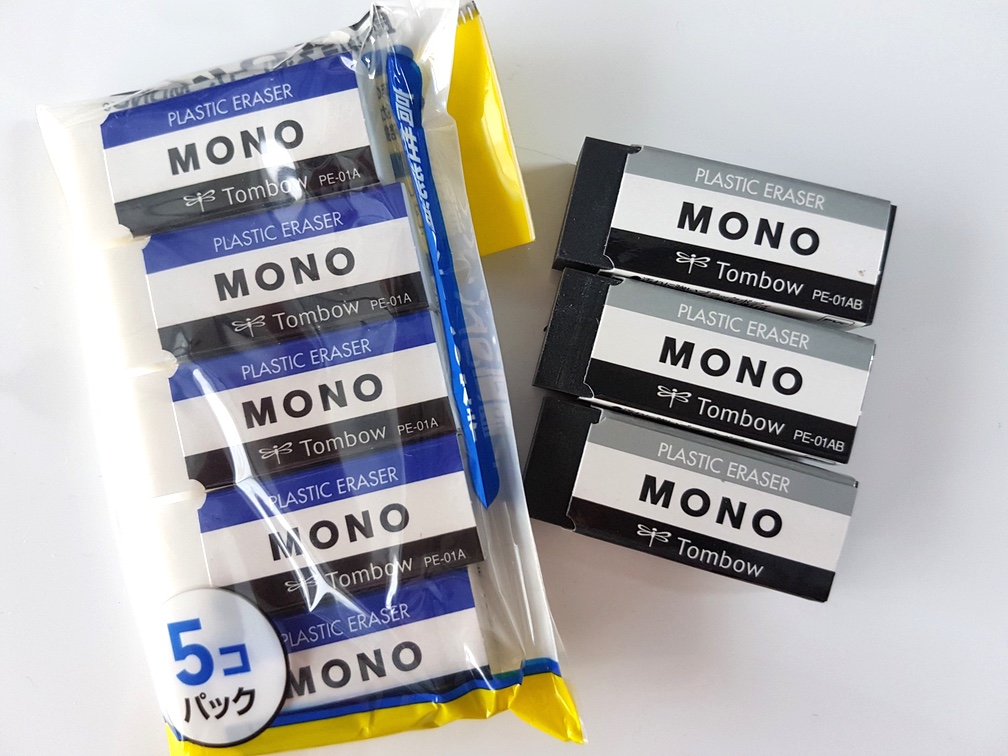 PLASTIC ERASER
MONO
Tombow PE-01A
PLASTIC ERASER
MONO
Tombow PE-01A
PLASTIC ERASER
MONO
Tombow PE-01A
PLASTIC ERASER
MONO
Tombow PE-01A
PLASTIC ERASER
MONO
5コ
パック
PLASTIC ERASER
MONO
Tombow PE-01AB
PLASTIC ERASER
MONO
Tombow PE-01AB
PLASTIC ERASER
MONO
Tombow